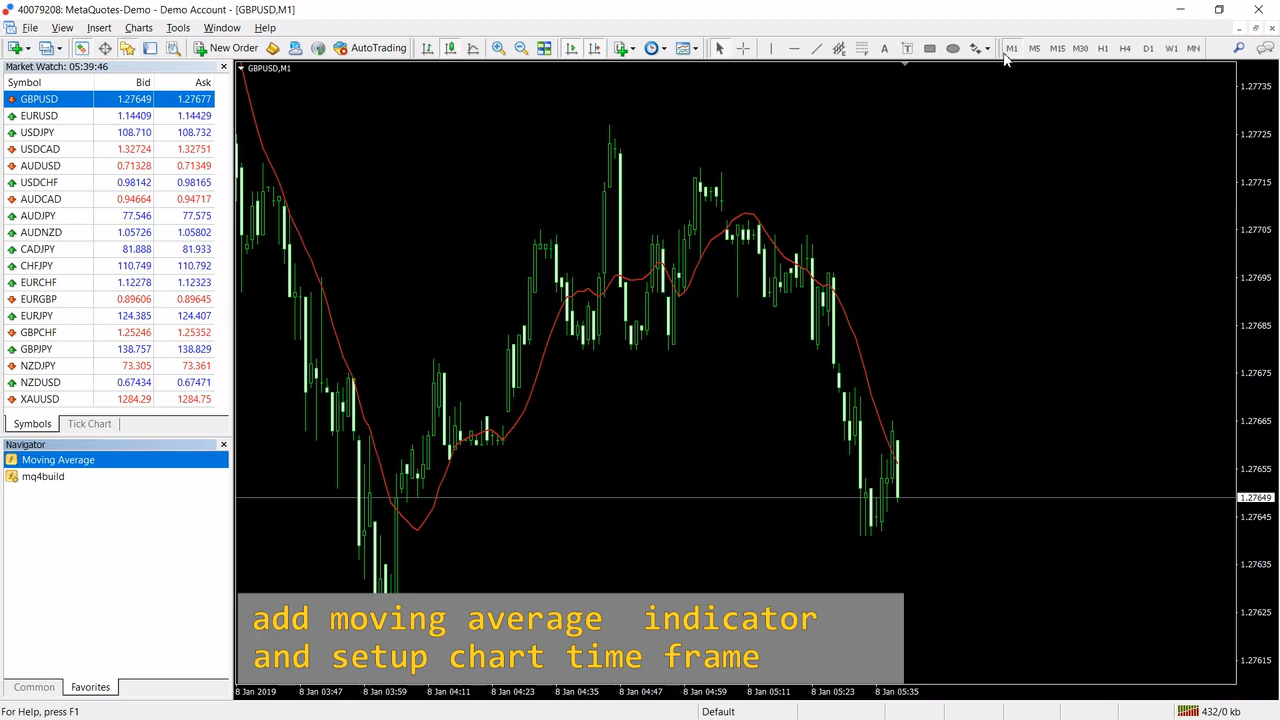 40079208: MetaQuotes-Demo - Demo Account - [GBPUSD,M1]
File View Insert Charts Tools Window Help
New Order AutoTrading A T M1 M5 M15 M30 H1 H4 D1 W1 MN
Market Watch: 05:39:46
Symbol Bid Ask
GBPUSD 1.27649 1.27677
EURUSD 1.14409 1.14429
USDJPY 108.710 108.732
USDCAD 1.32724 1.32751
AUDUSD 0.71328 0.71349
USDCHF 0.98142 0.98165
AUDCAD 0.94664 0.94717
AUDJPY 77.546 77.575
AUDNZD 1.05726 1.05802
CADJPY 81.888 81.933
CHFJPY 110.749 110.792
EURCHF 1.12278 1.12323
EURGBP 0.89606 0.89645
EURJPY 124.385 124.407
GBPCHF 1.25246 1.25352
GBPJPY 138.757 138.829
NZDJPY 73.305 73.361
NZDUSD 0.67434 0.67471
XAUUSD 1284.29 1284.75
Symbols Tick Chart
Navigator
Moving Average
mq4build
Common Favorites
GBPUSD,M1
1.27735
1.27725
1.27715
1.27705
1.27695
1.27685
1.27675
1.27665
1.27655
1.27649
1.27645
1.27635
1.27625
1.27615
add moving average indicator
and setup chart time frame
8 Jan 2019 8 Jan 03:47 8 Jan 03:59 8 Jan 04:11 8 Jan 04:23 8 Jan 04:35 8 Jan 04:47 8 Jan 04:59 8 Jan 05:11 8 Jan 05:23 8 Jan 05:35
For Help, press F1 Default 432/0 kb